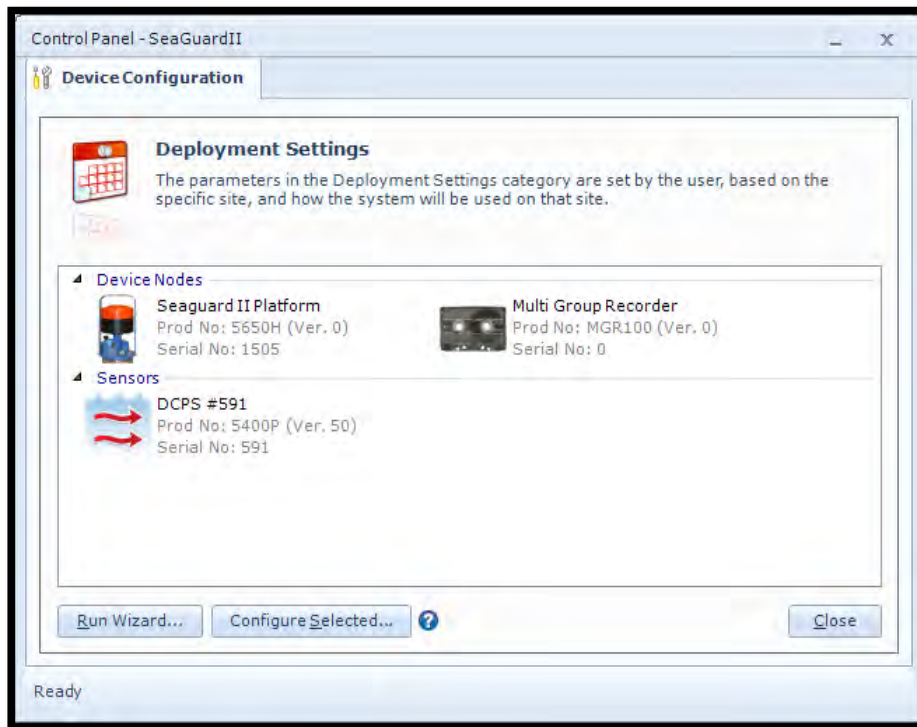 Control Panel - SeaGuardII
Device Configuration
Deployment Settings
The parameters in the Deployment Settings category are set by the user, based on the
specific site, and how the system will be used on that site.
Device Nodes
Seaguard II Platform
Prod No: 5650H (Ver. 0)
Serial No: 1505
Multi Group Recorder
Prod No: MGR100 (Ver. 0)
Serial No: 0
Sensors
DCPS #591
Prod No: 5400P (Ver. 50)
Serial No: 591
Run Wizard...
Configure Selected...
Close
Ready